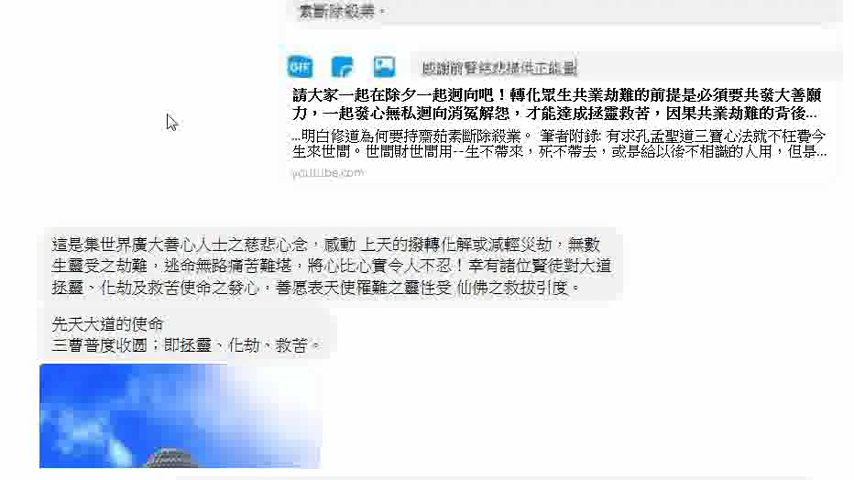 素斷除殺業。
GIF
感謝前賢慈悲提供正能量
請大家一起在除夕一起迴向吧！轉化眾生共業劫難的前提是必須要共發大善願
力，一起發心無私迴向消冤解怨，才能達成拯靈救苦，因果共業劫難的背後...
...明白修道為何要持齋茹素斷除殺業。 筆者附錄: 有求孔孟聖道三寶心法就不枉費今
生來世間。世間財世間用--生不帶來，死不帶去，或是給以後不相識的人用，但是...
youtube.com
這是集世界廣大善心人士之慈悲心念，感動 上天的撥轉化解或減輕災劫，無數
生靈受之劫難，逃命無路痛苦難堪，將心比心實令人不忍！幸有諸位賢徒對大道
拯靈、化劫及救苦使命之發心，善愿表天使罹難之靈性受 仙佛之救拔引度。
先天大道的使命
三曹普度收圓；即拯靈、化劫、救苦。